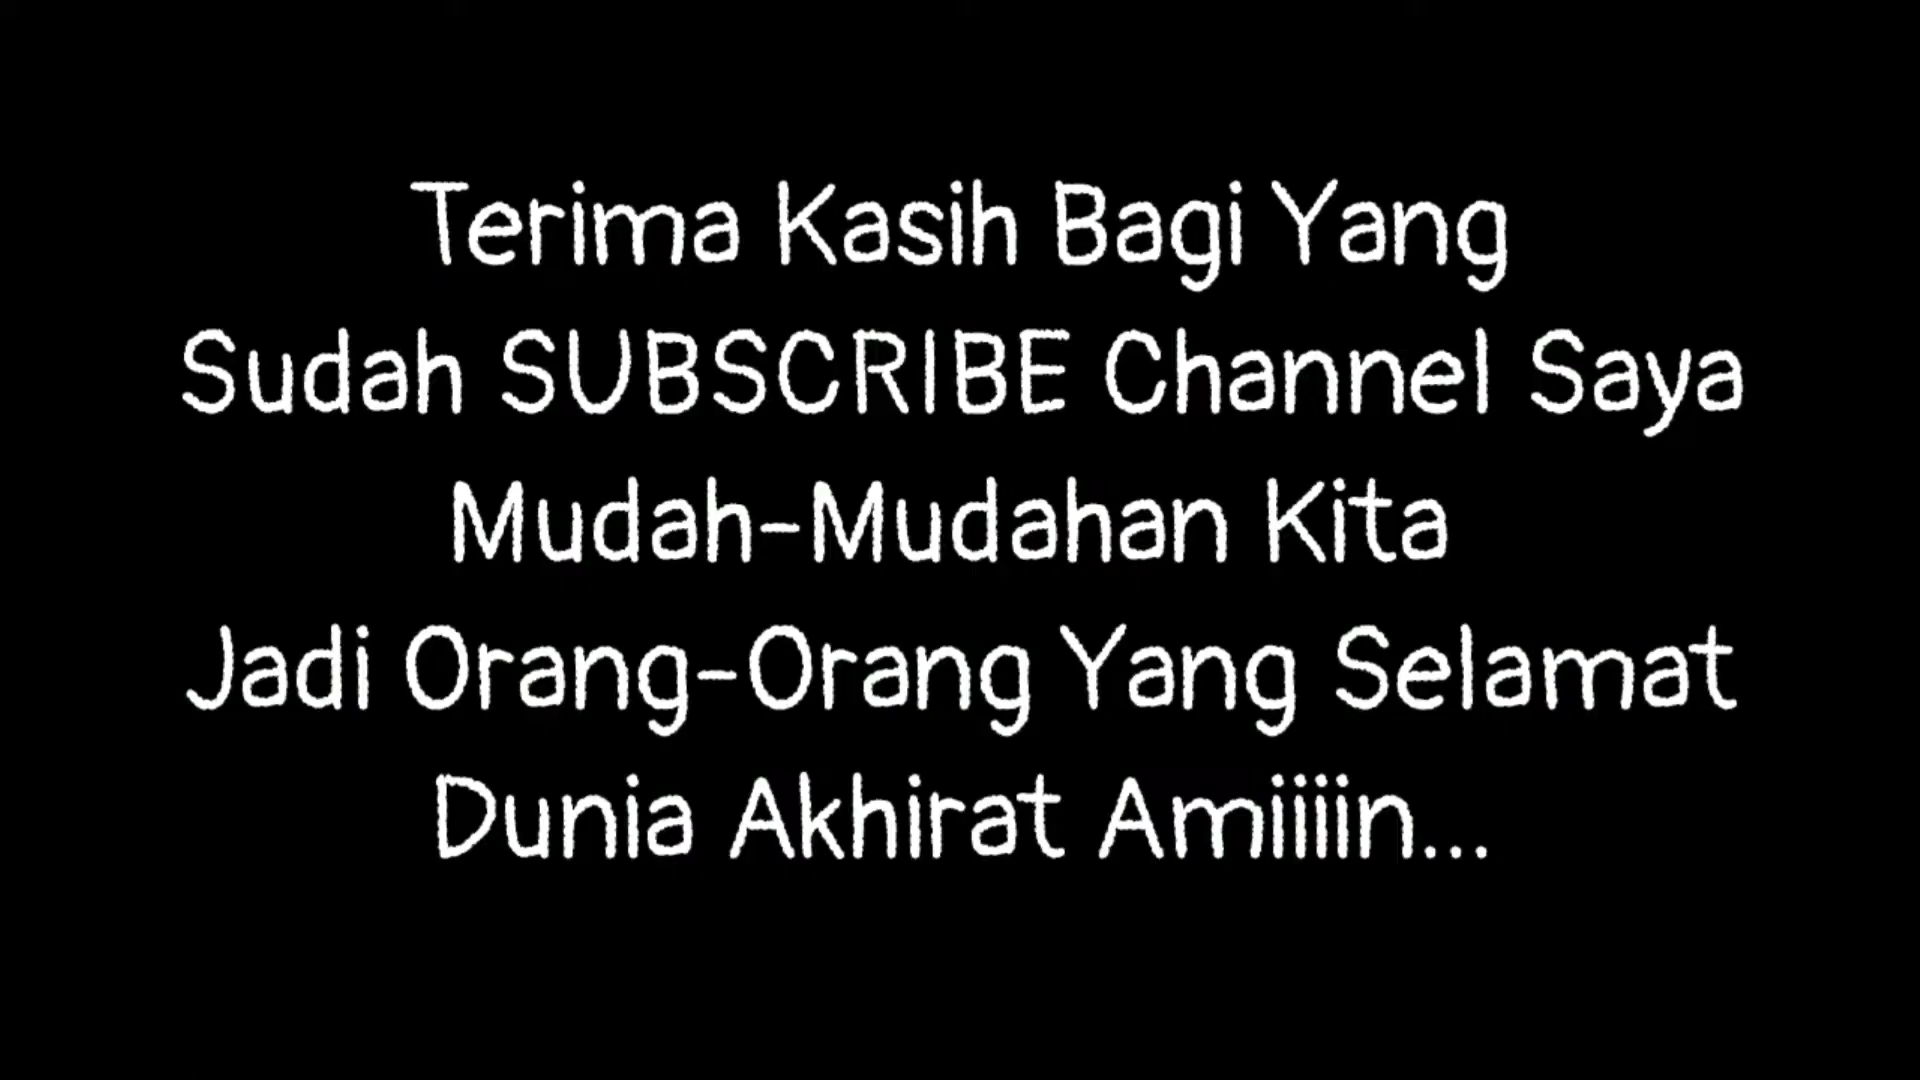 Terima Kasih Bagi Yang
Sudah SUBSCRIBE Channel Saya
Mudah-Mudahan Kita
Jadi Orang-Orang Yang Selamat
Dunia Akhirat Amiiiin...